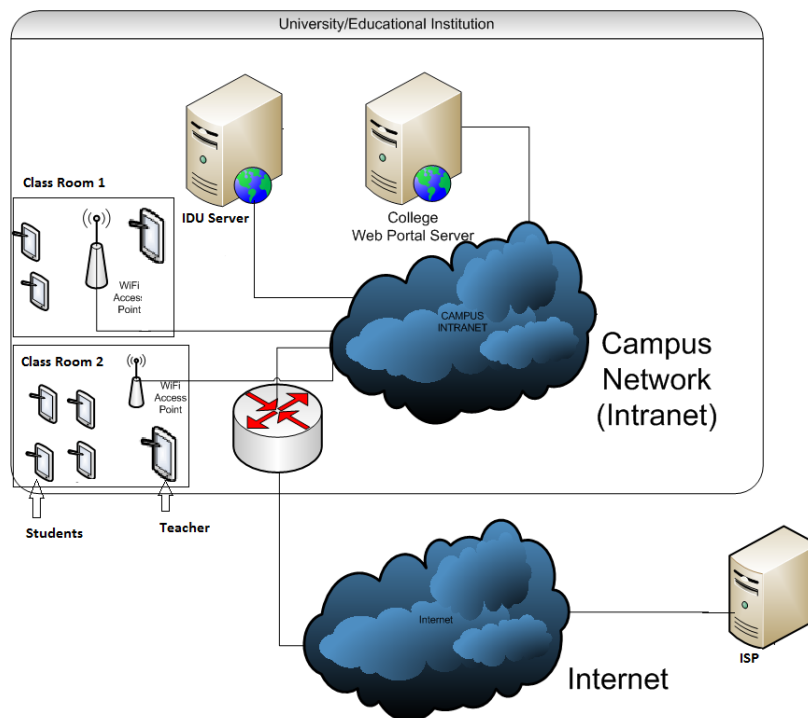 University/Educational Institution
Class Room 1
IDU Server
College
Web Portal Server
WiFi
Access
Point
CAMPUS
INTRANET
Campus
Network
(Intranet)
Class Room 2
WiFi
Access
Point
Students
Teacher
Internet
Internet
ISP